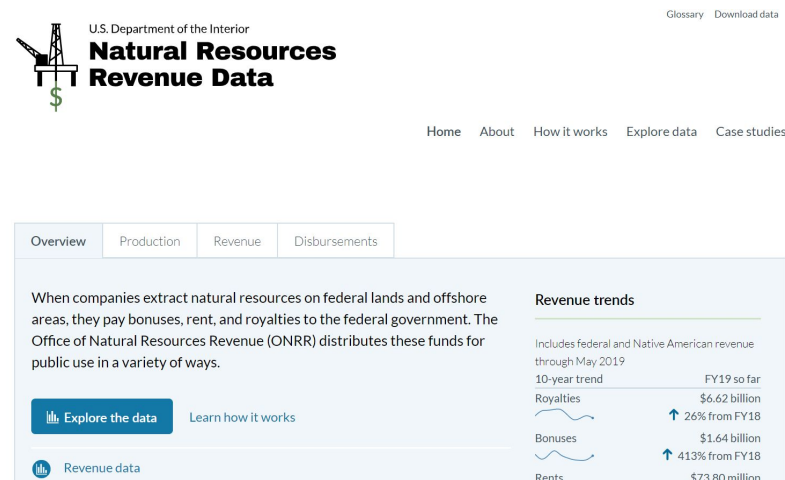 Glossary Download data
U.S. Department of the Interior
Natural Resources
Revenue Data
$
Home About How it works Explore data Case studies
Overview Production Revenue Disbursements
When companies extract natural resources on federal lands and offshore
areas, they pay bonuses, rent, and royalties to the federal government. The
Office of Natural Resources Revenue (ONRR) distributes these funds for
public use in a variety of ways.
Explore the data Learn how it works
Revenue data
Revenue trends
Includes federal and Native American revenue
through May 2019
10-year trend FY19 so far
Royalties $6.62 billion
26% from FY18
Bonuses $1.64 billion
413% from FY18
Rents $73.80 million